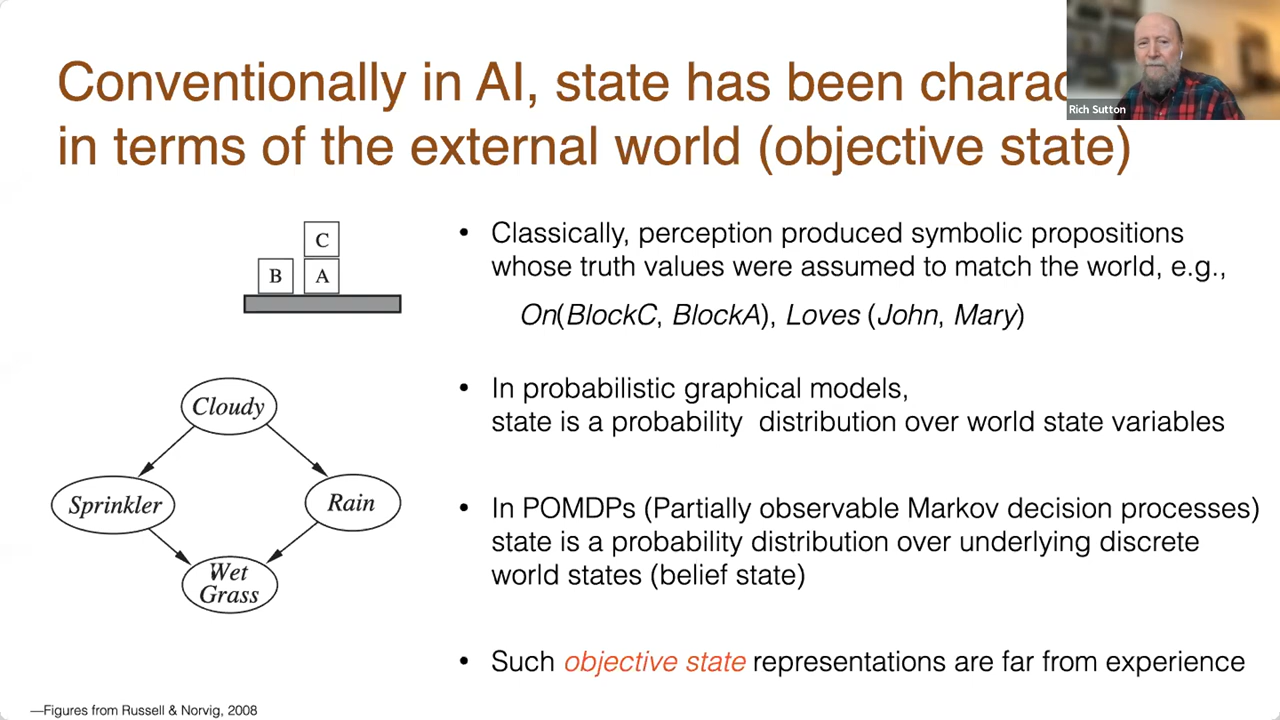 Conventionally in AI, state has been charac
in terms of the external world (objective state)
Rich Sutton
C
B
A
Cloudy
Sprinkler
Rain
Wet
Grass
• Classically, perception produced symbolic propositions
whose truth values were assumed to match the world, e.g.,
On(BlockC, BlockA), Loves (John, Mary)
• In probabilistic graphical models,
state is a probability distribution over world state variables
• In POMDPs (Partially observable Markov decision processes)
state is a probability distribution over underlying discrete
world states (belief state)
• Such objective state representations are far from experience
—Figures from Russell & Norvig, 2008